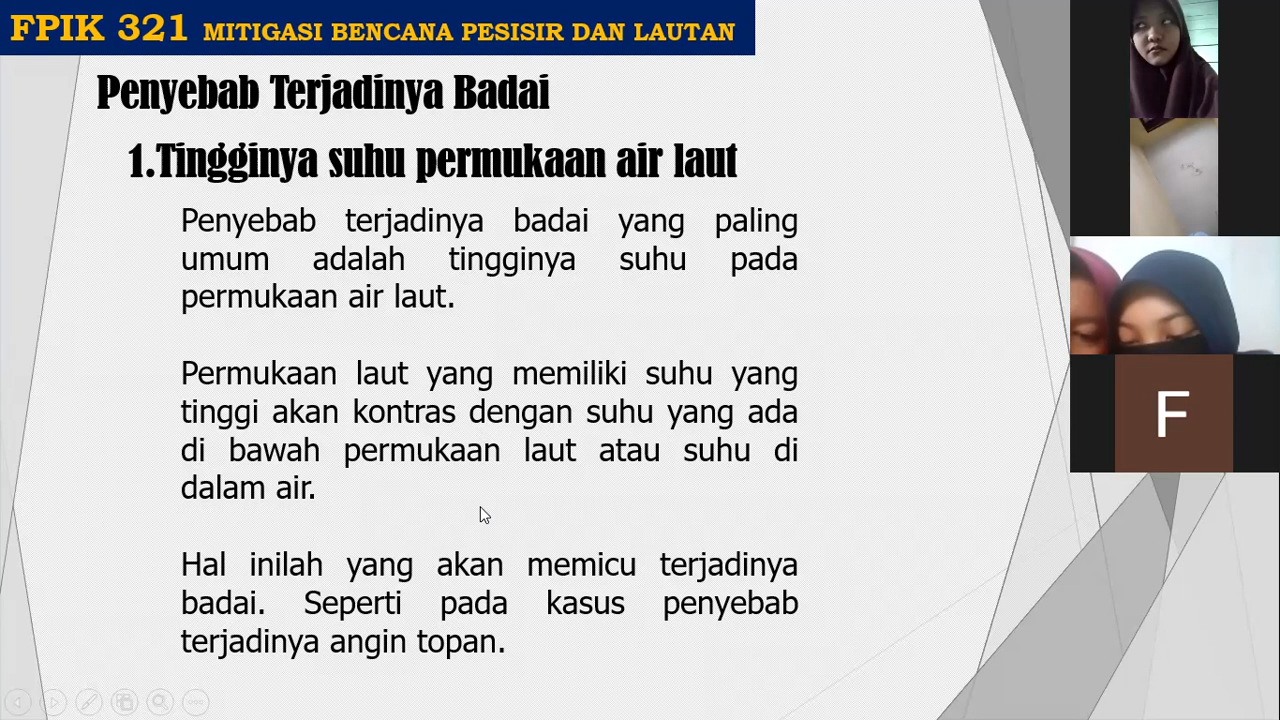 FPIK 321 MITIGASI BENCANA PESISIR DAN LAUTAN
Penyebab Terjadinya Badai
1.Tingginya suhu permukaan air laut
Penyebab terjadinya badai yang paling
umum adalah tingginya suhu pada
permukaan air laut.
Permukaan laut yang memiliki suhu yang
tinggi akan kontras dengan suhu yang ada
di bawah permukaan laut atau suhu di
dalam air.
Hal inilah yang akan memicu terjadinya
badai. Seperti pada kasus penyebab
terjadinya angin topan.
F